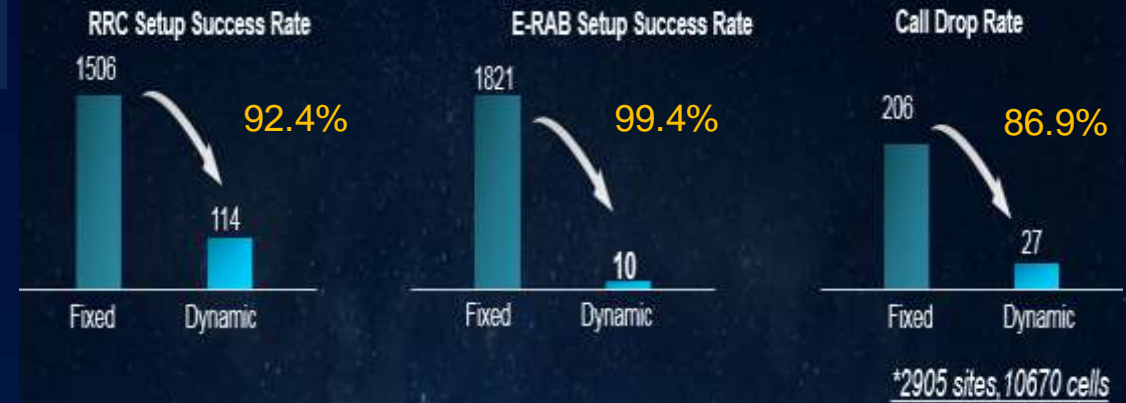 RRC Setup Success Rate
1506
92.4%
114
Fixed Dynamic
E-RAB Setup Success Rate
1821
99.4%
10
Fixed Dynamic
Call Drop Rate
206
86.9%
27
Fixed Dynamic
*2905 sites,10670 cells